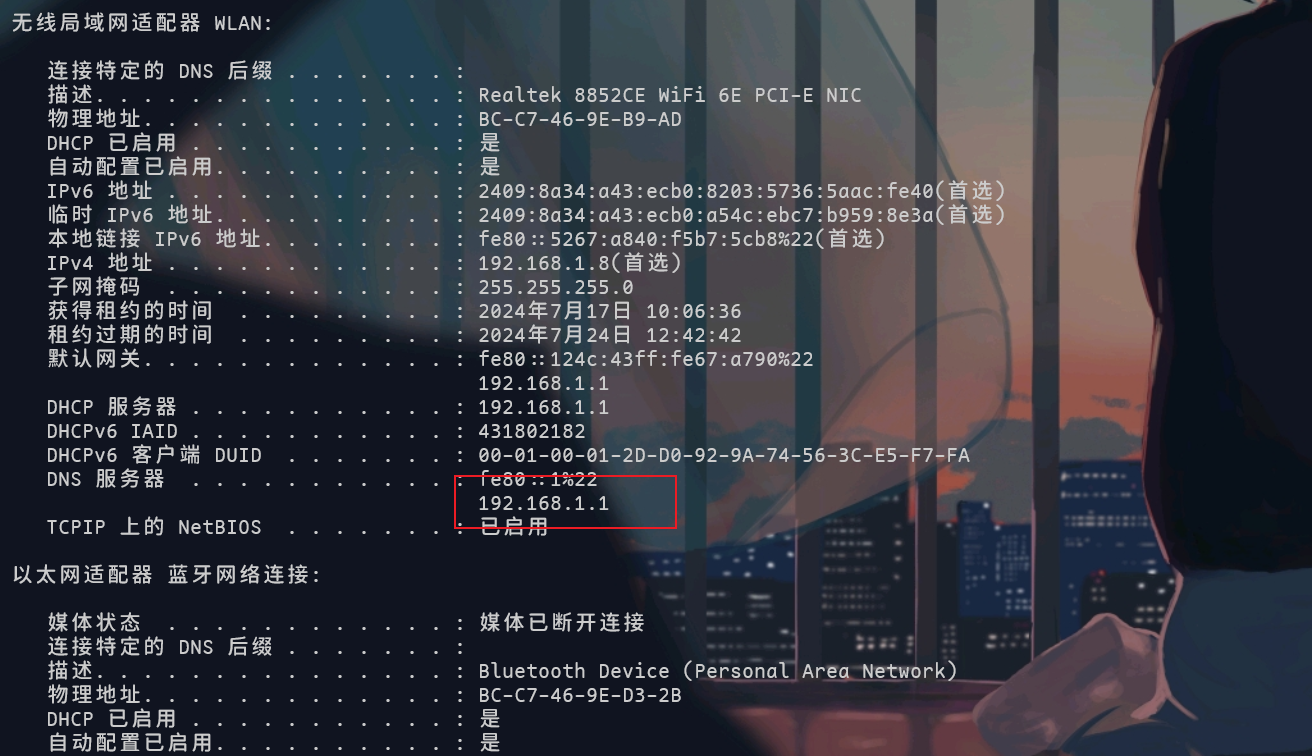 无线局域网适配器 WLAN:
连接特定的 DNS 后缀 . . . . . . . :
描述. . . . . . . . . . . . . . . : Realtek 8852CE WiFi 6E PCI-E NIC
物理地址. . . . . . . . . . . . . : BC-C7-46-9E-B9-AD
DHCP 已启用 . . . . . . . . . . . : 是
自动配置已启用. . . . . . . . . . : 是
IPv6 地址 . . . . . . . . . . . . : 2409:8a34:a43:ecb0:8203:5736:5aac:fe40(首选)
临时 IPv6 地址. . . . . . . . . . : 2409:8a34:a43:ecb0:a54c:ebc7:b959:8e3a(首选)
本地链接 IPv6 地址. . . . . . . . : fe80::5267:a840:f5b7:5cb8%22(首选)
IPv4 地址 . . . . . . . . . . . . : 192.168.1.8(首选)
子网掩码 . . . . . . . . . . . . : 255.255.255.0
获得租约的时间 . . . . . . . . . : 2024年7月17日 10:06:36
租约过期的时间 . . . . . . . . . : 2024年7月24日 12:42:42
默认网关. . . . . . . . . . . . . : fe80::124c:43ff:fe67:a790%22
192.168.1.1
DHCP 服务器 . . . . . . . . . . . : 192.168.1.1
DHCPv6 IAID . . . . . . . . . . . : 431802182
DHCPv6 客户端 DUID . . . . . . . : 00-01-00-01-2D-D0-92-9A-74-56-3C-E5-F7-FA
DNS 服务器 . . . . . . . . . . . : fe80::1%22
192.168.1.1
TCPIP 上的 NetBIOS . . . . . . . : 已启用
以太网适配器 蓝牙网络连接:
媒体状态 . . . . . . . . . . . . : 媒体已断开连接
连接特定的 DNS 后缀 . . . . . . . :
描述. . . . . . . . . . . . . . . : Bluetooth Device (Personal Area Network)
物理地址. . . . . . . . . . . . . : BC-C7-46-9E-D3-2B
DHCP 已启用 . . . . . . . . . . . : 是
自动配置已启用. . . . . . . . . . : 是